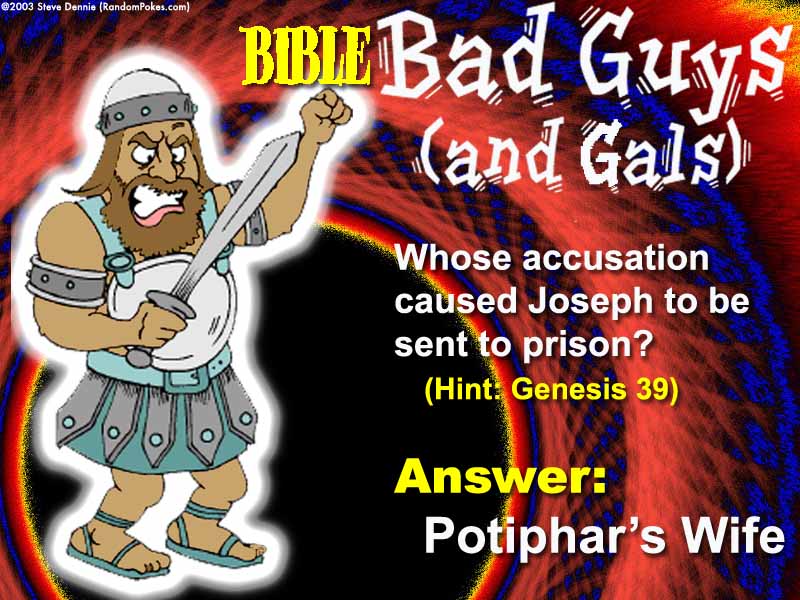 ©2003 Steve Dennie (RandomPokes.com)
BIBLE Bad Guys
(and Gals)
Whose accusation
caused Joseph to be
sent to prison?
(Hint: Genesis 39)
Answer:
Potiphar’s Wife